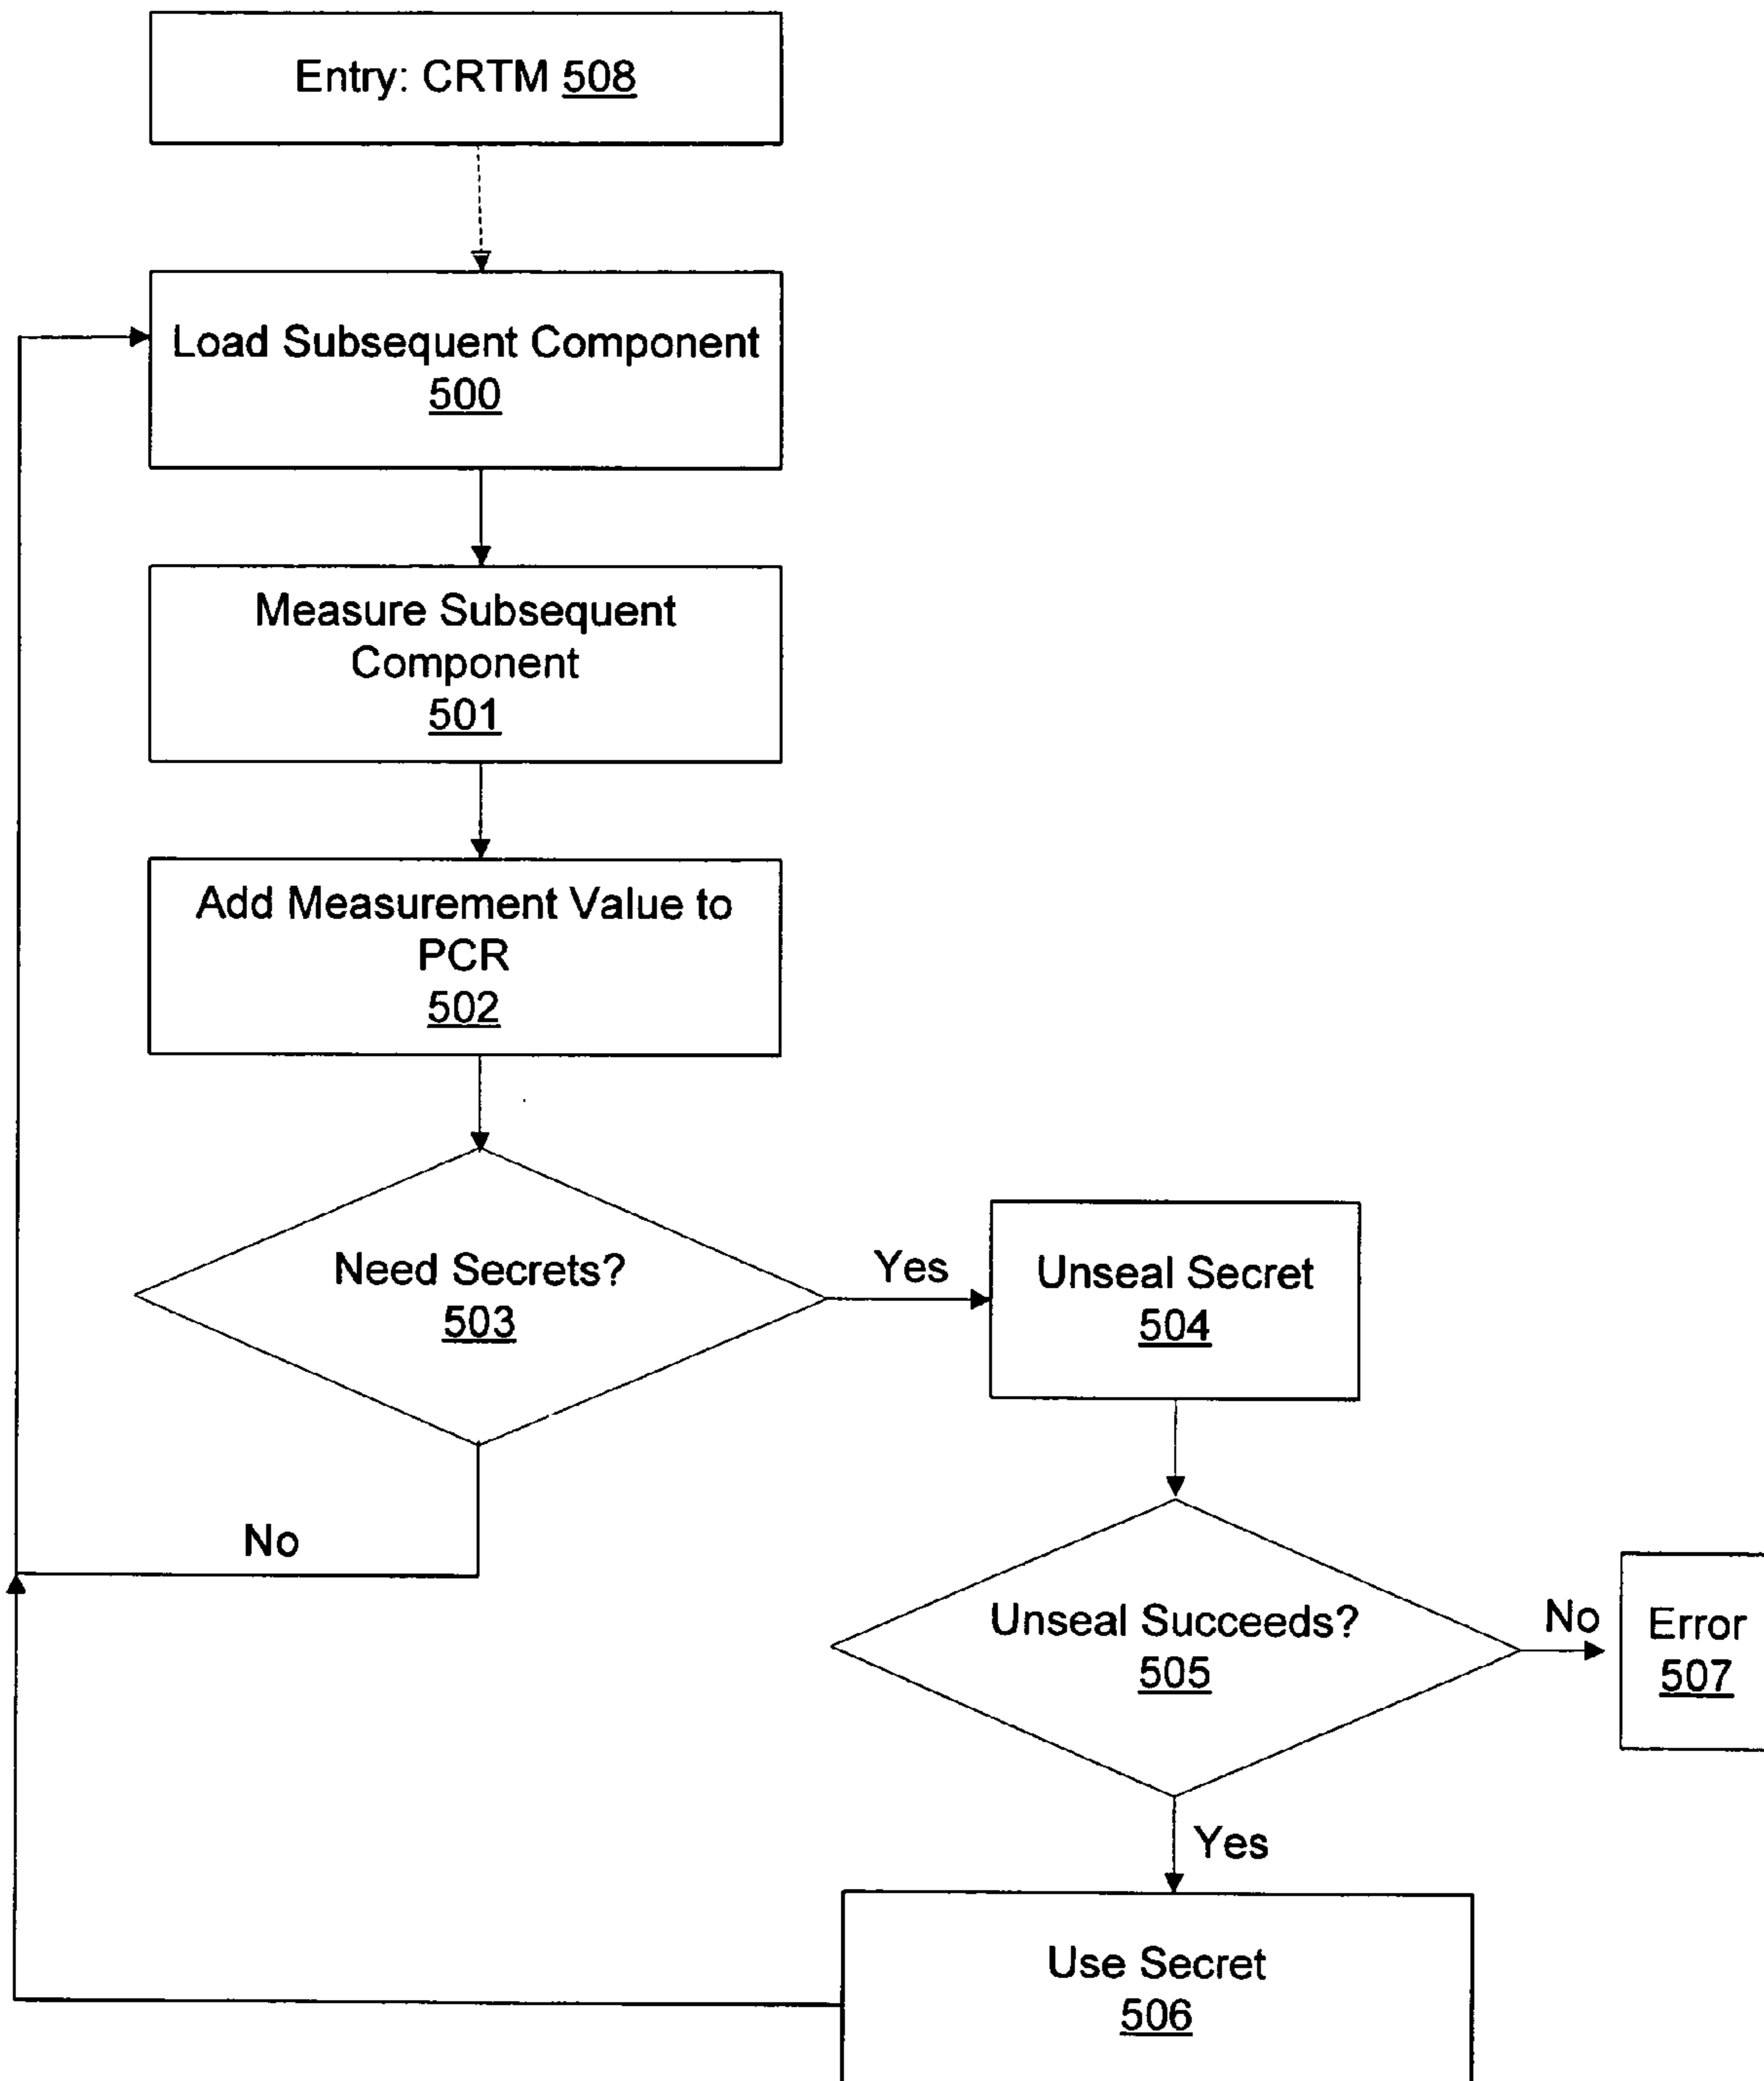 Entry: CRTM 508
Load Subsequent Component
500
Measure Subsequent
Component
501
Add Measurement Value to
PCR
502
Need Secrets?
503
Yes
Unseal Secret
504
No
Unseal Succeeds?
505
No
Error
507
Yes
Use Secret
506